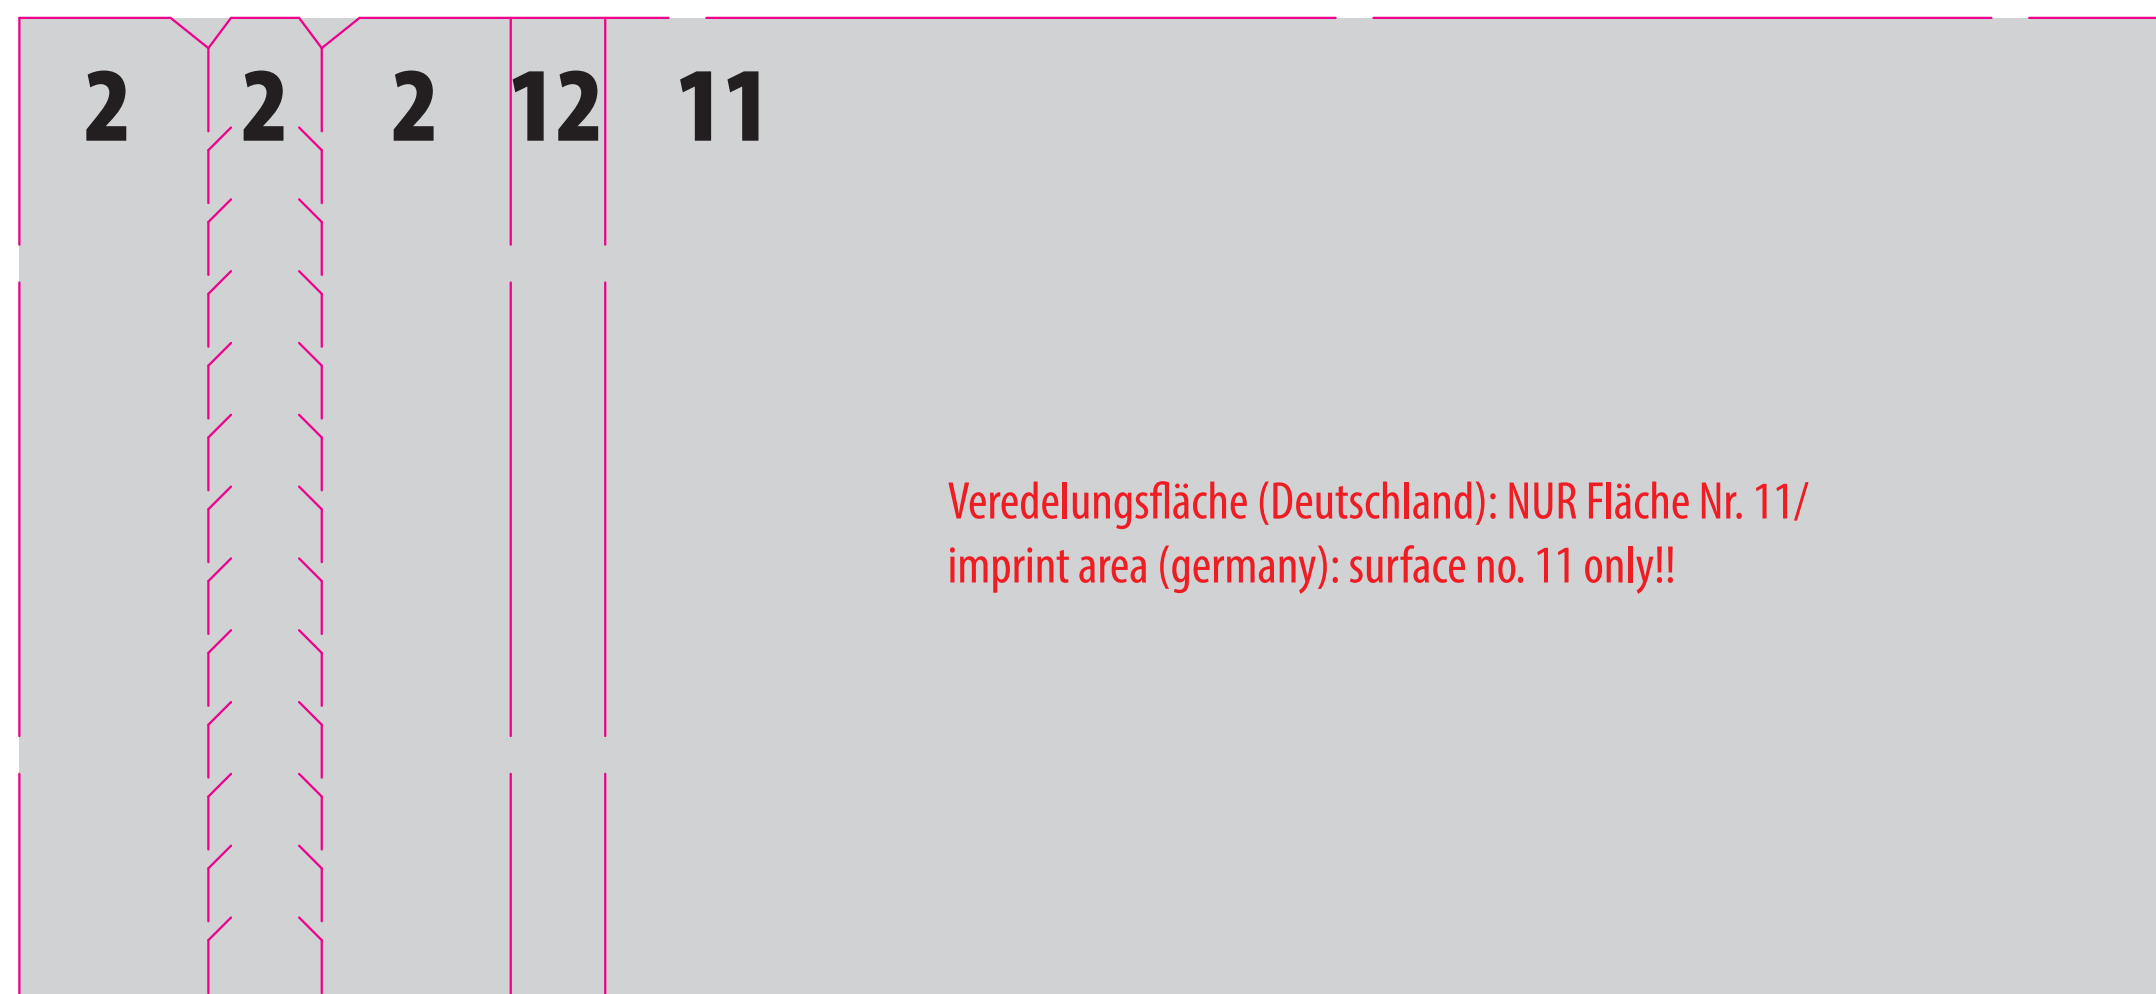 2 2 2 12 11
Veredelungsfläche (Deutschland): NUR Fläche Nr. 11/
imprint area (germany): surface no. 11 only!!